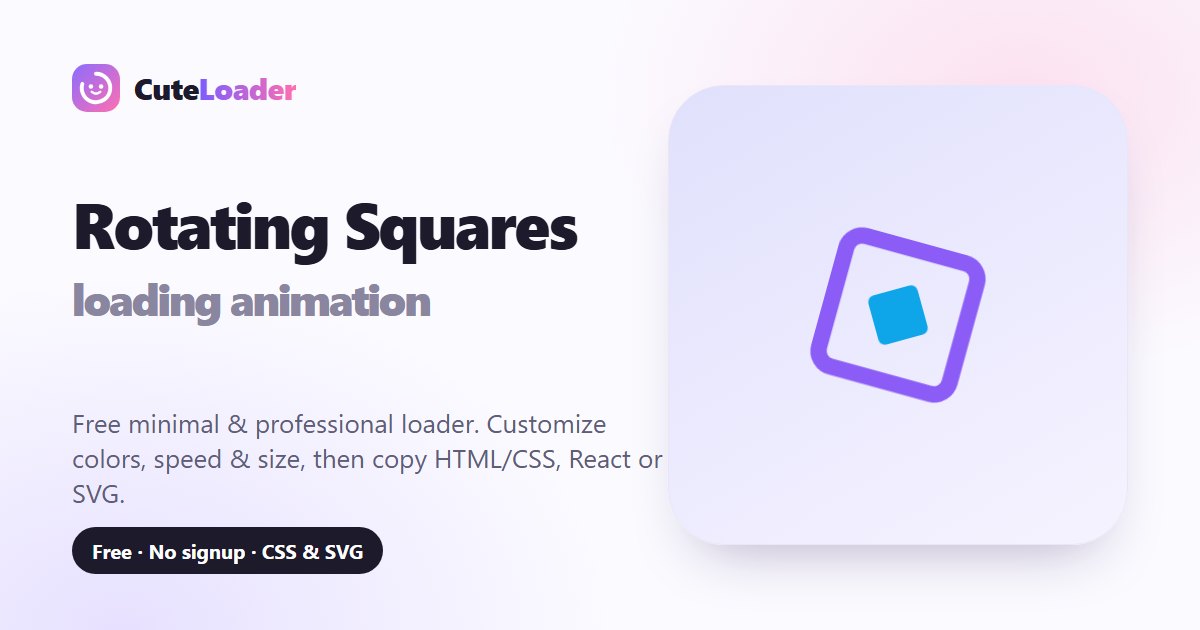 CuteLoader
Rotating Squares
loading animation
Free minimal & professional loader. Customize
colors, speed & size, then copy HTML/CSS, React or
SVG.
Free · No signup · CSS & SVG